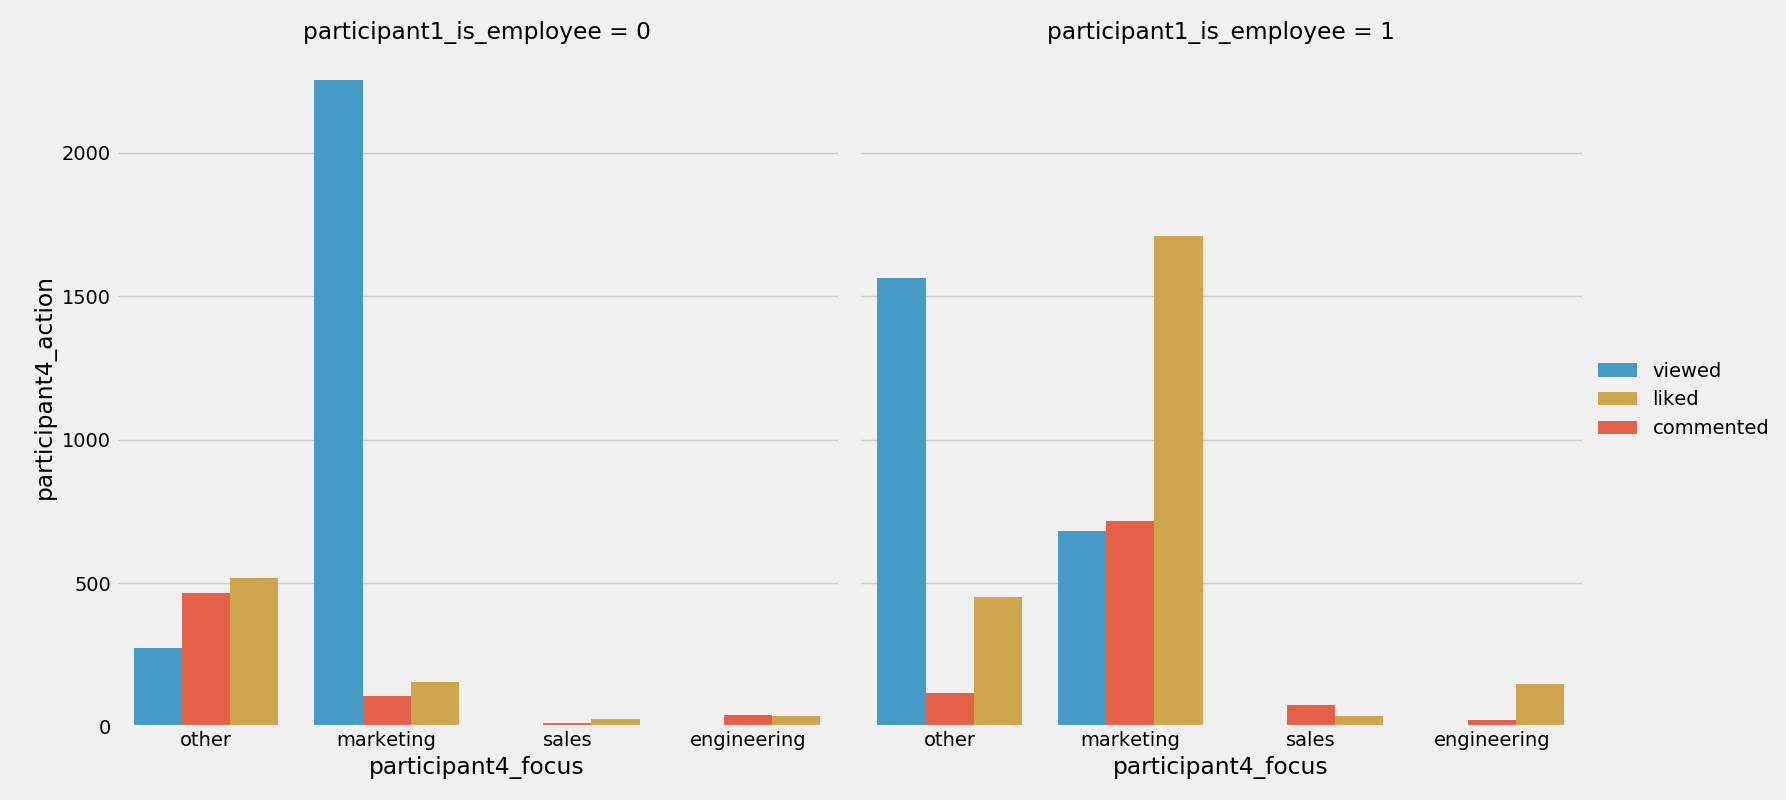 participant1_is_employee = 0
participant1_is_employee = 1
participant4_action
2000
1500
1000
500
0
other marketing sales engineering
other marketing sales engineering
participant4_focus
participant4_focus
viewed
liked
commented